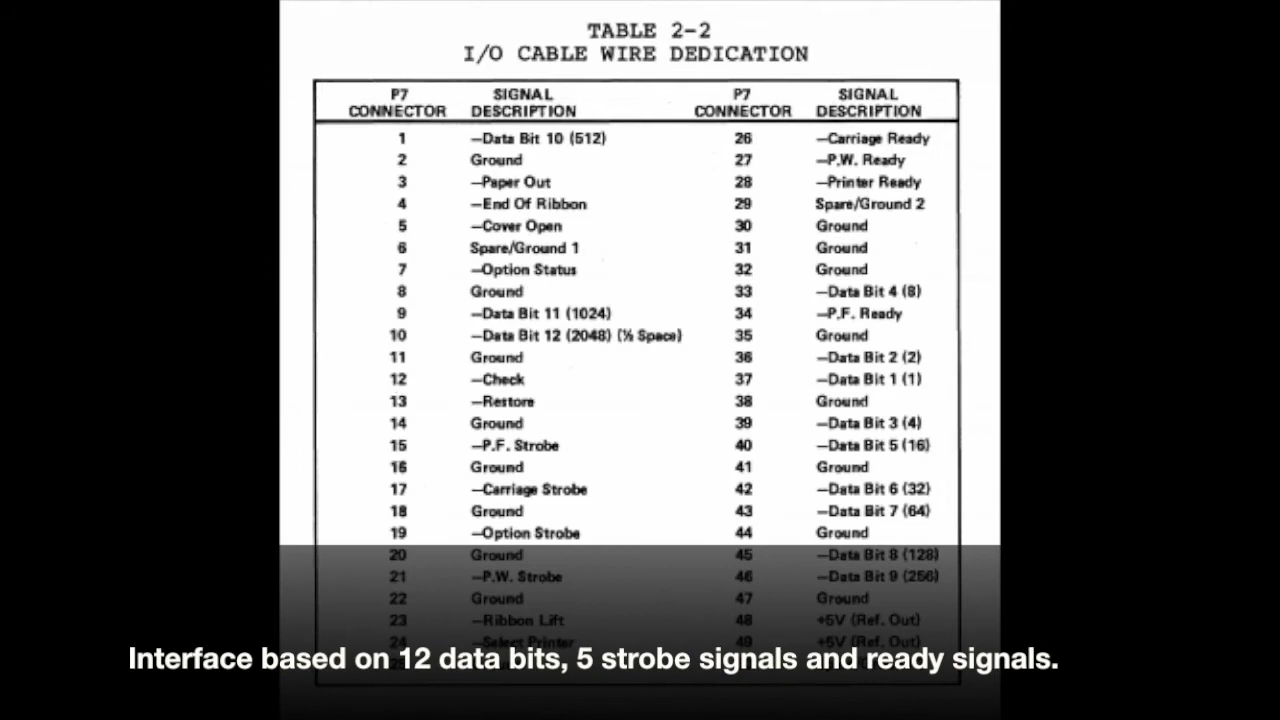 TABLE 2-2
I/O CABLE WIRE DEDICATION
P7 CONNECTOR SIGNAL DESCRIPTION P7 CONNECTOR SIGNAL DESCRIPTION
1 –Data Bit 10 (512) 26 –Carriage Ready
2 Ground 27 –P.W. Ready
3 –Paper Out 28 –Printer Ready
4 –End Of Ribbon 29 Spare/Ground 2
5 –Cover Open 30 Ground
6 Spare/Ground 1 31 Ground
7 –Option Status 32 Ground
8 Ground 33 –Data Bit 4 (8)
9 –Data Bit 11 (1024) 34 –P.F. Ready
10 –Data Bit 12 (2048) (½ Space) 35 Ground
11 Ground 36 –Data Bit 2 (2)
12 –Check 37 –Data Bit 1 (1)
13 –Restore 38 Ground
14 Ground 39 –Data Bit 3 (4)
15 –P.F. Strobe 40 –Data Bit 5 (16)
16 Ground 41 Ground
17 –Carriage Strobe 42 –Data Bit 6 (32)
18 Ground 43 –Data Bit 7 (64)
19 –Option Strobe 44 Ground
20 Ground 45 –Data Bit 8 (128)
21 –P.W. Strobe 46 –Data Bit 9 (256)
22 Ground 47 Ground
23 –Ribbon Lift 48 +5V (Ref. Out)
24 –Select Printer 49 +5V (Ref. Out)
Interface based on 12 data bits, 5 strobe signals and ready signals.